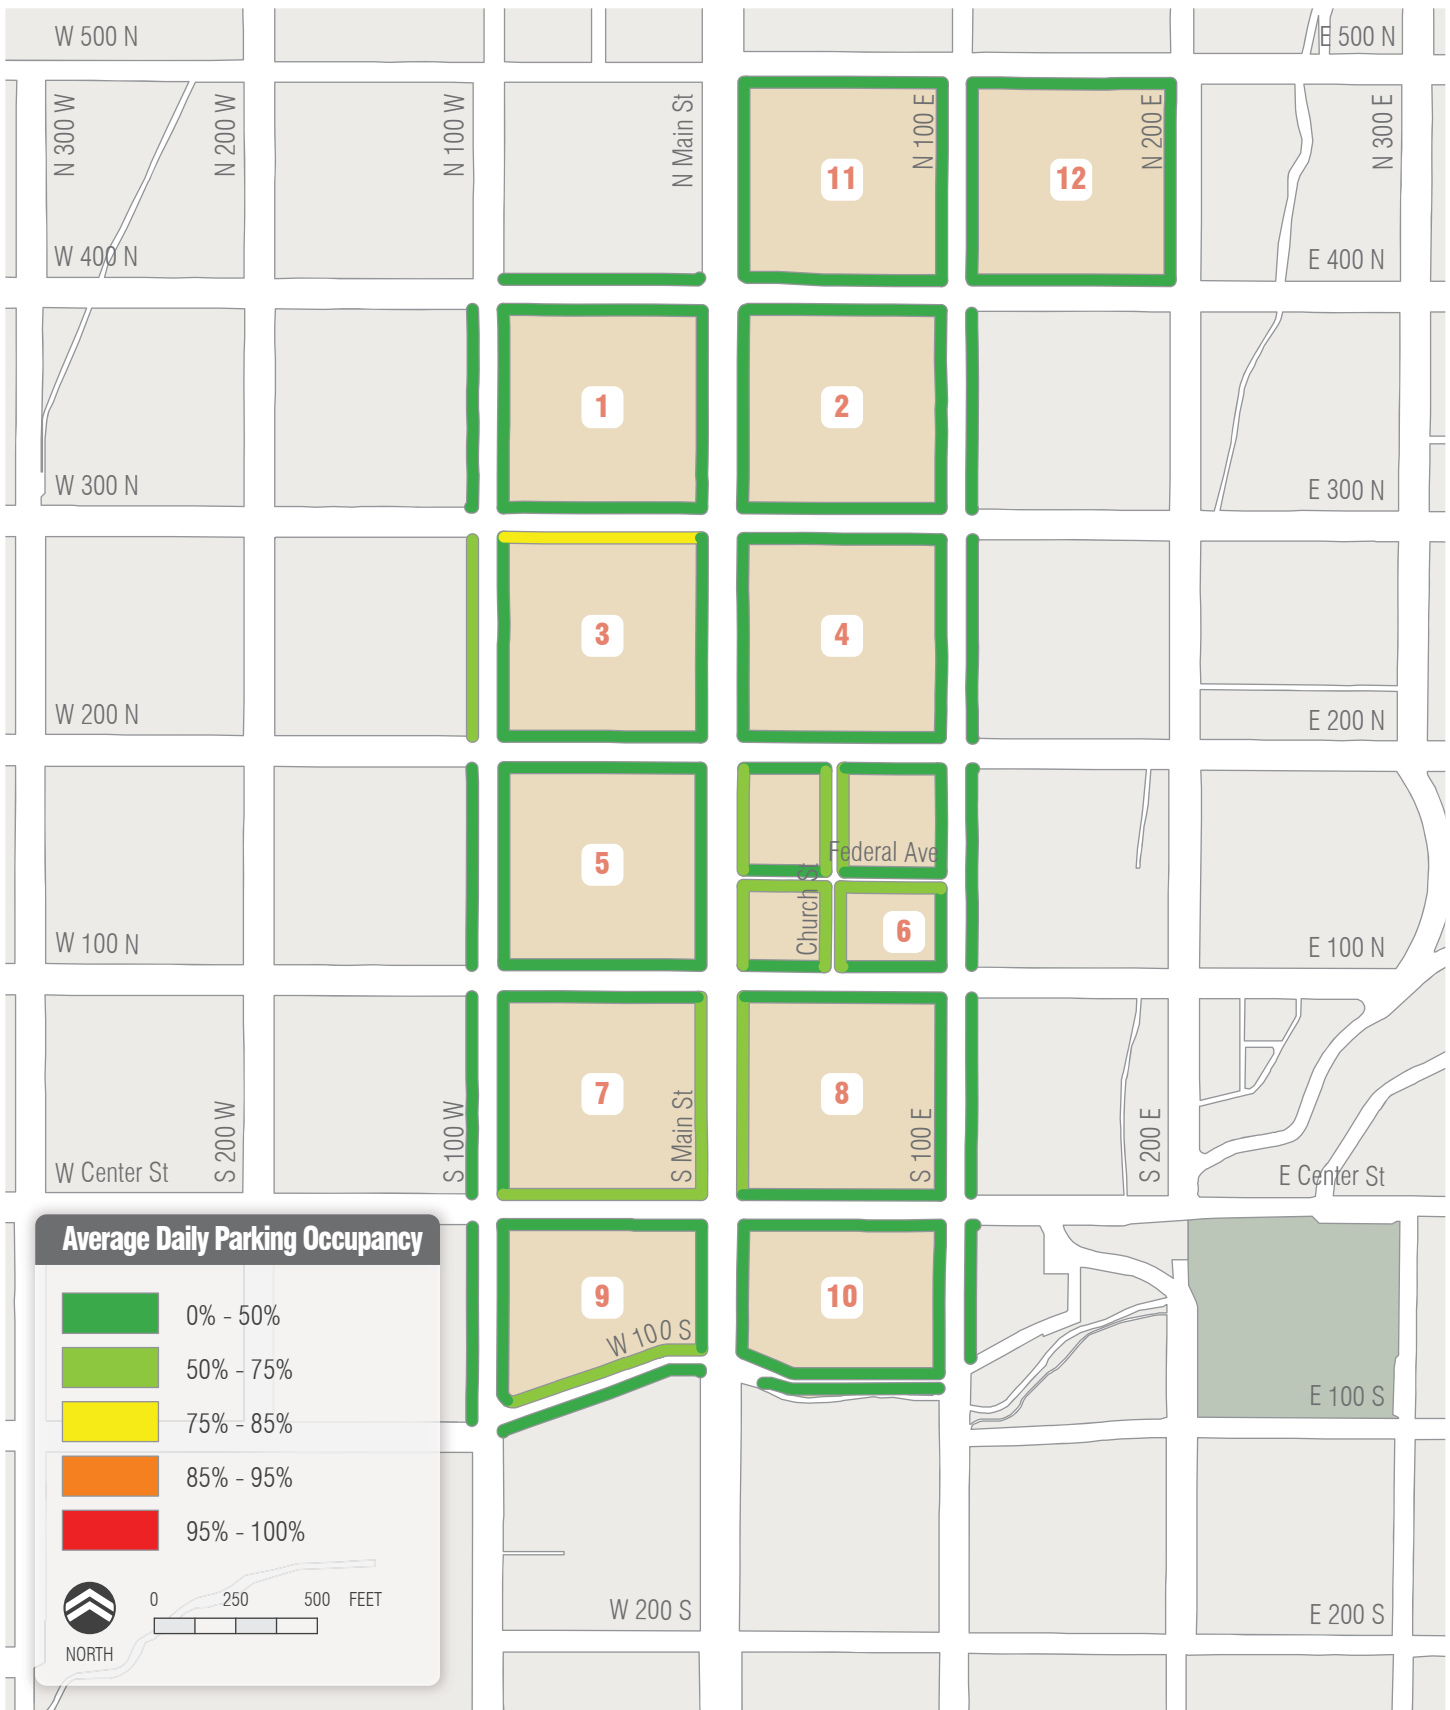 W 500 N
E 500 N
N 300 W
N 200 W
N 100 W
N Main St
N 100 E
N 200 E
N 300 E
11
12
W 400 N
E 400 N
1
2
W 300 N
E 300 N
3
4
W 200 N
E 200 N
5
Federal Ave
Church St
6
W 100 N
E 100 N
7
8
S 200 W
S 100 W
S Main St
S 100 E
S 200 E
W Center St
E Center St
9
10
W 100 S
E 100 S
W 200 S
E 200 S
Average Daily Parking Occupancy
0% - 50%
50% - 75%
75% - 85%
85% - 95%
95% - 100%
0 250 500 FEET
NORTH